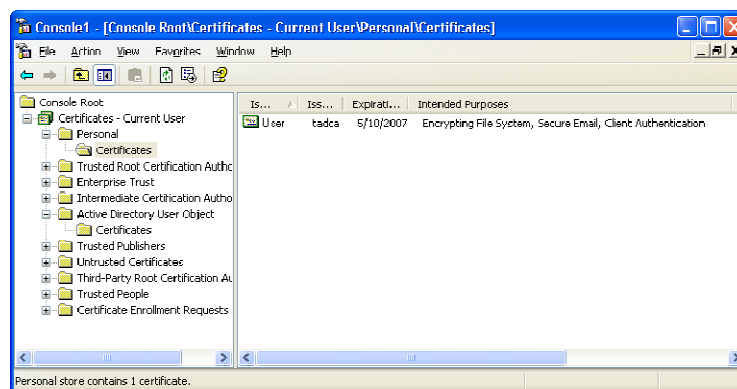 Console1 - [Console Root\Certificates - Current User\Personal\Certificates]
File Action View Favorites Window Help
Console Root
Certificates - Current User
Personal
Certificates
Trusted Root Certification Autho
Enterprise Trust
Intermediate Certification Autho
Active Directory User Object
Certificates
Trusted Publishers
Untrusted Certificates
Third-Party Root Certification Au
Trusted People
Certificate Enrollment Requests
Is... Iss... Expirati... Intended Purposes
User tadca 5/10/2007 Encrypting File System, Secure Email, Client Authentication
Personal store contains 1 certificate.